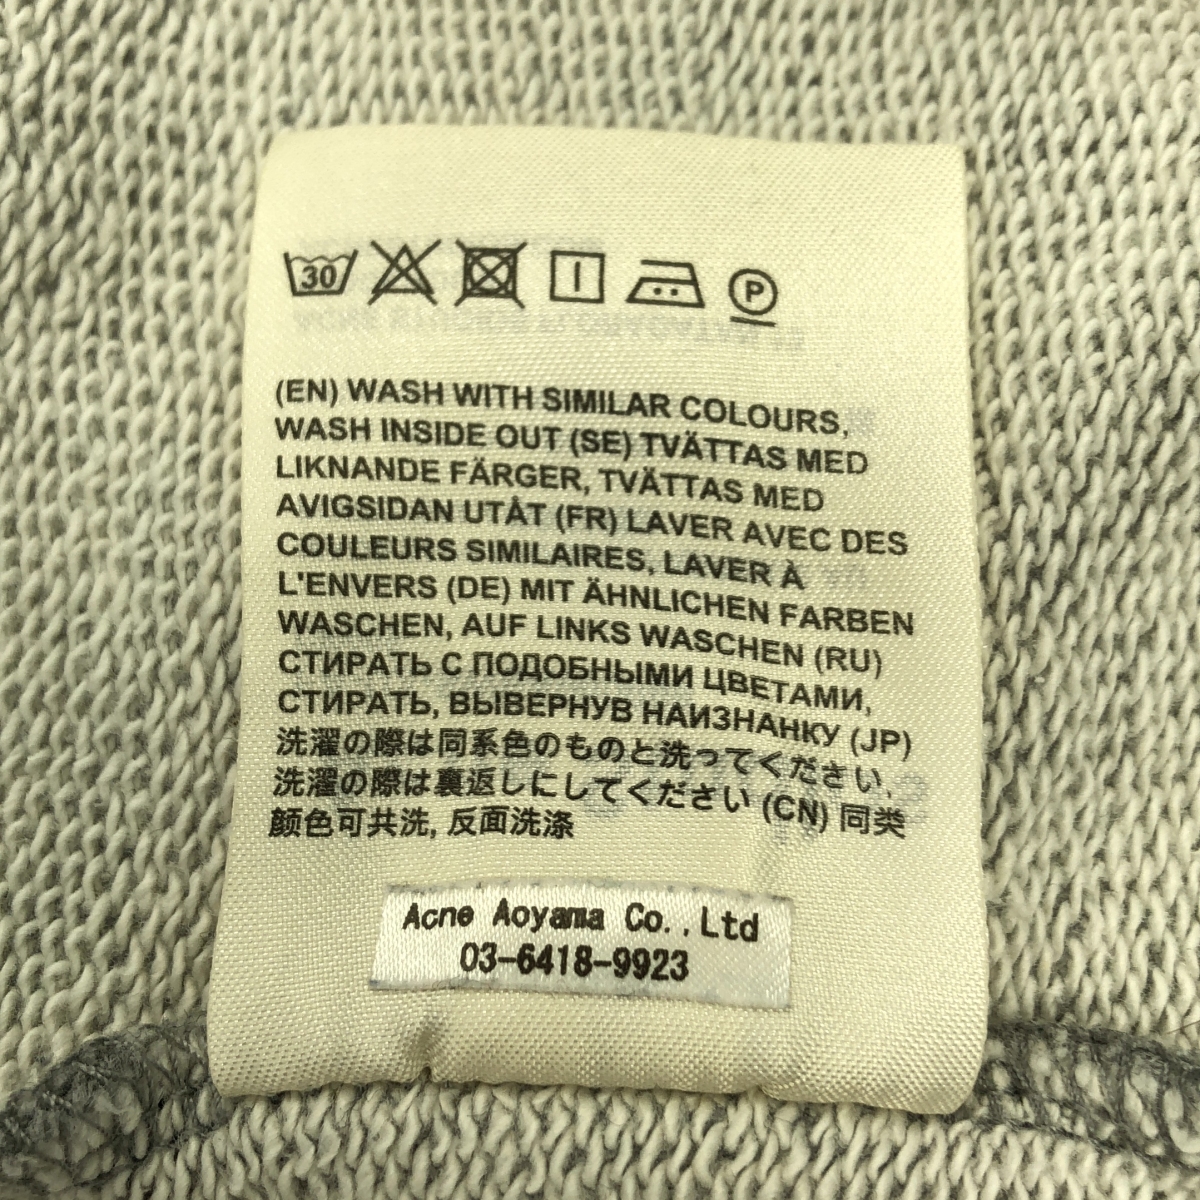 30
P
(EN) WASH WITH SIMILAR COLOURS,
WASH INSIDE OUT (SE) TVÄTTAS MED
LIKNANDE FÄRGER, TVÄTTAS MED
AVIGSIDAN UTÅT (FR) LAVER AVEC DES
COULEURS SIMILAIRES, LAVER À
L'ENVERS (DE) MIT ÄHNLICHEN FARBEN
WASCHEN, AUF LINKS WASCHEN (RU)
СТИРАТЬ С ПОДОБНЫМИ ЦВЕТАМИ,
СТИРАТЬ, ВЫВЕРНУВ НАИЗНАНКУ (JP)
洗濯の際は同系色のものと洗ってください,
洗濯の際は裏返しにしてください (CN) 同类
颜色可共洗, 反面洗涤
Acne Aoyama Co.,Ltd
03-6418-9923